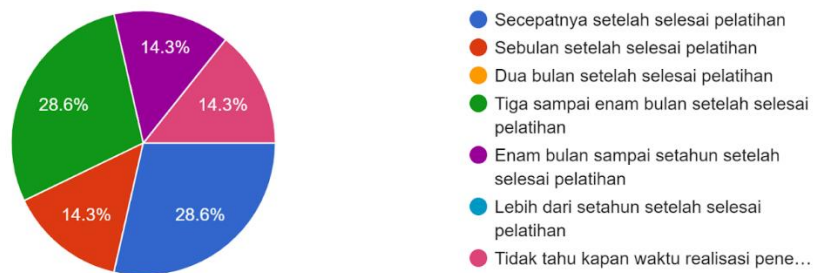 14.3%
28.6%
14.3%
14.3%
28.6%
Secepatnya setelah selesai pelatihan
Sebulan setelah selesai pelatihan
Dua bulan setelah selesai pelatihan
Tiga sampai enam bulan setelah selesai
pelatihan
Enam bulan sampai setahun setelah
selesai pelatihan
Lebih dari setahun setelah selesai
pelatihan
Tidak tahu kapan waktu realisasi pene…